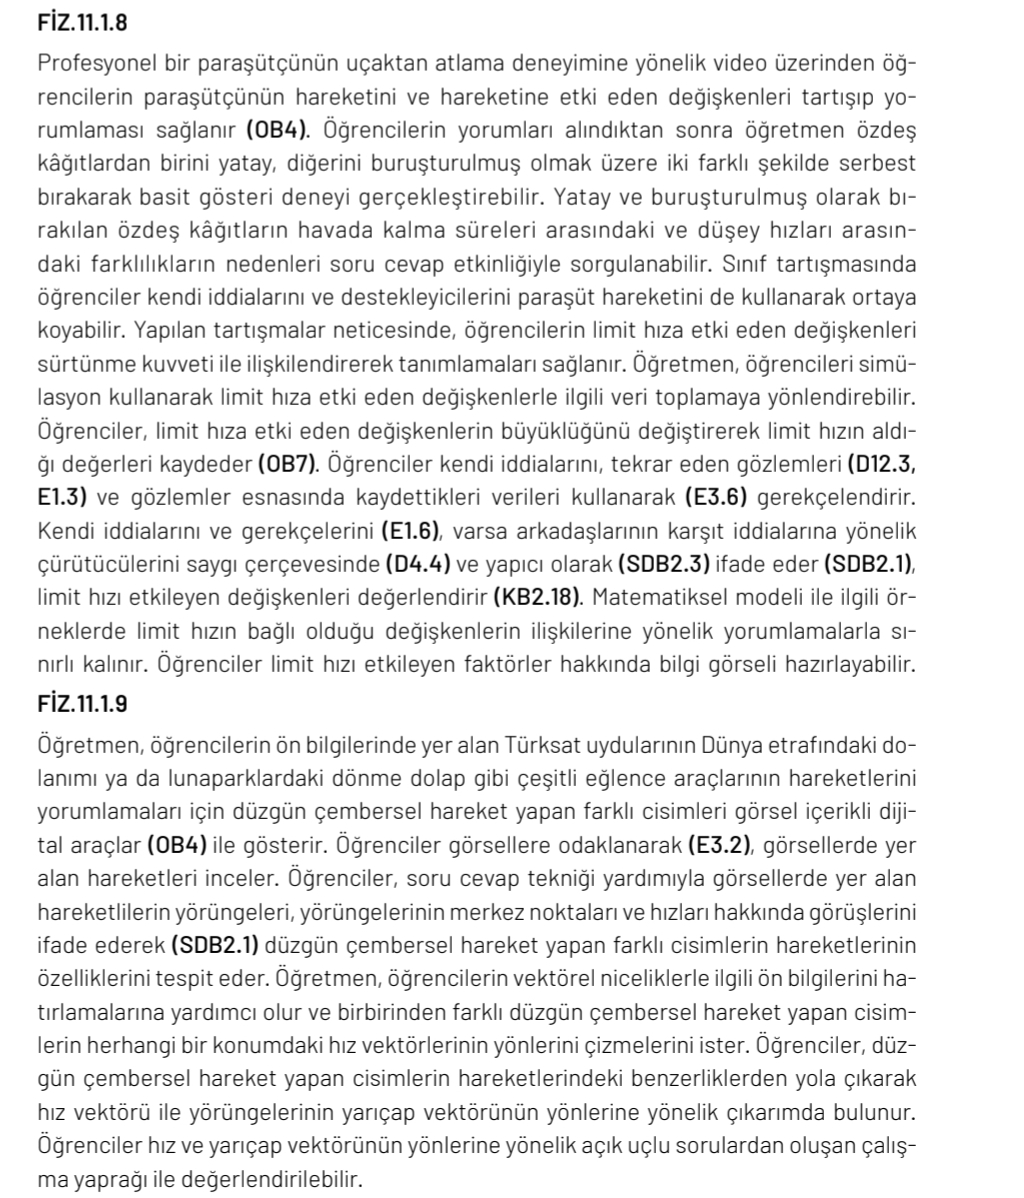 FİZ.11.1.8
Profesyonel bir paraşütçünün uçaktan atlama deneyimine yönelik video üzerinden öğ-
rencilerin paraşütçünün hareketini ve hareketine etki eden değişkenleri tartışıp yo-
rumlaması sağlanır (OB4). Öğrencilerin yorumları alındıktan sonra öğretmen özdeş
kâğıtlardan birini yatay, diğerini buruşturulmuş olmak üzere iki farklı şekilde serbest
bırakarak basit gösteri deneyi gerçekleştirebilir. Yatay ve buruşturulmuş olarak bı-
rakılan özdeş kâğıtların havada kalma süreleri arasındaki ve düşey hızları arasın-
daki farklılıkların nedenleri soru cevap etkinliğiyle sorgulanabilir. Sınıf tartışmasında
öğrenciler kendi iddialarını ve destekleyicilerini paraşüt hareketini de kullanarak ortaya
koyabilir. Yapılan tartışmalar neticesinde, öğrencilerin limit hıza etki eden değişkenleri
sürtünme kuvveti ile ilişkilendirerek tanımlamaları sağlanır. Öğretmen, öğrencileri simü-
lasyon kullanarak limit hıza etki eden değişkenlerle ilgili veri toplamaya yönlendirebilir.
Öğrenciler, limit hıza etki eden değişkenlerin büyüklüğünü değiştirerek limit hızın aldı-
ğı değerleri kaydeder (OB7). Öğrenciler kendi iddialarını, tekrar eden gözlemleri (D12.3,
E1.3) ve gözlemler esnasında kaydettikleri verileri kullanarak (E3.6) gerekçelendirir.
Kendi iddialarını ve gerekçelerini (E1.6), varsa arkadaşlarının karşıt iddialarına yönelik
çürütücülerini saygı çerçevesinde (D4.4) ve yapıcı olarak (SDB2.3) ifade eder (SDB2.1),
limit hızı etkileyen değişkenleri değerlendirir (KB2.18). Matematiksel modeli ile ilgili ör-
neklerde limit hızın bağlı olduğu değişkenlerin ilişkilerine yönelik yorumlamalarla sı-
nırlı kalınır. Öğrenciler limit hızı etkileyen faktörler hakkında bilgi görseli hazırlayabilir.
FİZ.11.1.9
Öğretmen, öğrencilerin ön bilgilerinde yer alan Türksat uydularının Dünya etrafındaki do-
lanımı ya da lunaparklardaki dönme dolap gibi çeşitli eğlence araçlarının hareketlerini
yorumlamaları için düzgün çembersel hareket yapan farklı cisimleri görsel içerikli diji-
tal araçlar (OB4) ile gösterir. Öğrenciler görsellere odaklanarak (E3.2), görsellerde yer
alan hareketleri inceler. Öğrenciler, soru cevap tekniği yardımıyla görsellerde yer alan
hareketlilerin yörüngeleri, yörüngelerinin merkez noktaları ve hızları hakkında görüşlerini
ifade ederek (SDB2.1) düzgün çembersel hareket yapan farklı cisimlerin hareketlerinin
özelliklerini tespit eder. Öğretmen, öğrencilerin vektörel niceliklerle ilgili ön bilgilerini ha-
tırlamalarına yardımcı olur ve birbirinden farklı düzgün çembersel hareket yapan cisim-
lerin herhangi bir konumdaki hız vektörlerinin yönlerini çizmelerini ister. Öğrenciler, düz-
gün çembersel hareket yapan cisimlerin hareketlerindeki benzerliklerden yola çıkarak
hız vektörü ile yörüngelerinin yarıçap vektörünün yönlerine yönelik çıkarımda bulunur.
Öğrenciler hız ve yarıçap vektörünün yönlerine yönelik açık uçlu sorulardan oluşan çalış-
ma yaprağı ile değerlendirilebilir.